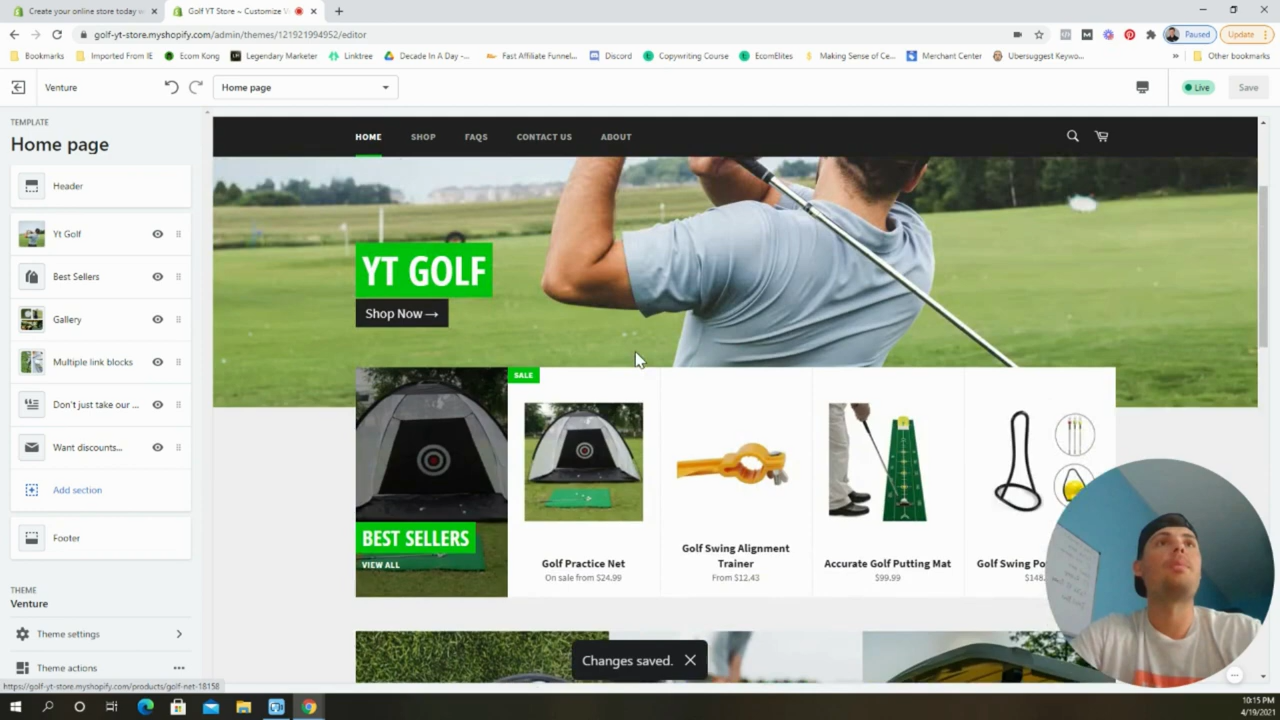 Create your online store today
Golf YT Store ~ Customize V
golf-yt-store.myshopify.com/admin/themes/121921994952/editor
Paused
Update
Bookmarks
Imported From IE
Ecom Kong
Legendary Marketer
Linktree
Decade In A Day -...
Fast Affiliate Funnel...
Discord
Copywriting Course
EcomElites
Making Sense of Ce...
Merchant Center
Ubersuggest Keywo...
Other bookmarks
Venture
Home page
Live
Save
TEMPLATE
Home page
Header
Yt Golf
Best Sellers
Gallery
Multiple link blocks
Don't just take our ...
Want discounts...
Add section
Footer
THEME
Venture
Theme settings
Theme actions
https://golf-yt-store.myshopify.com/products/golf-net-18158
HOME
SHOP
FAQS
CONTACT US
ABOUT
YT GOLF
Shop Now →
BEST SELLERS
VIEW ALL
SALE
Golf Practice Net
On sale from $24.99
Golf Swing Alignment
Trainer
From $12.43
Accurate Golf Putting Mat
$99.99
Golf Swing Po
$148.
Changes saved.
10:15 PM
4/19/2021